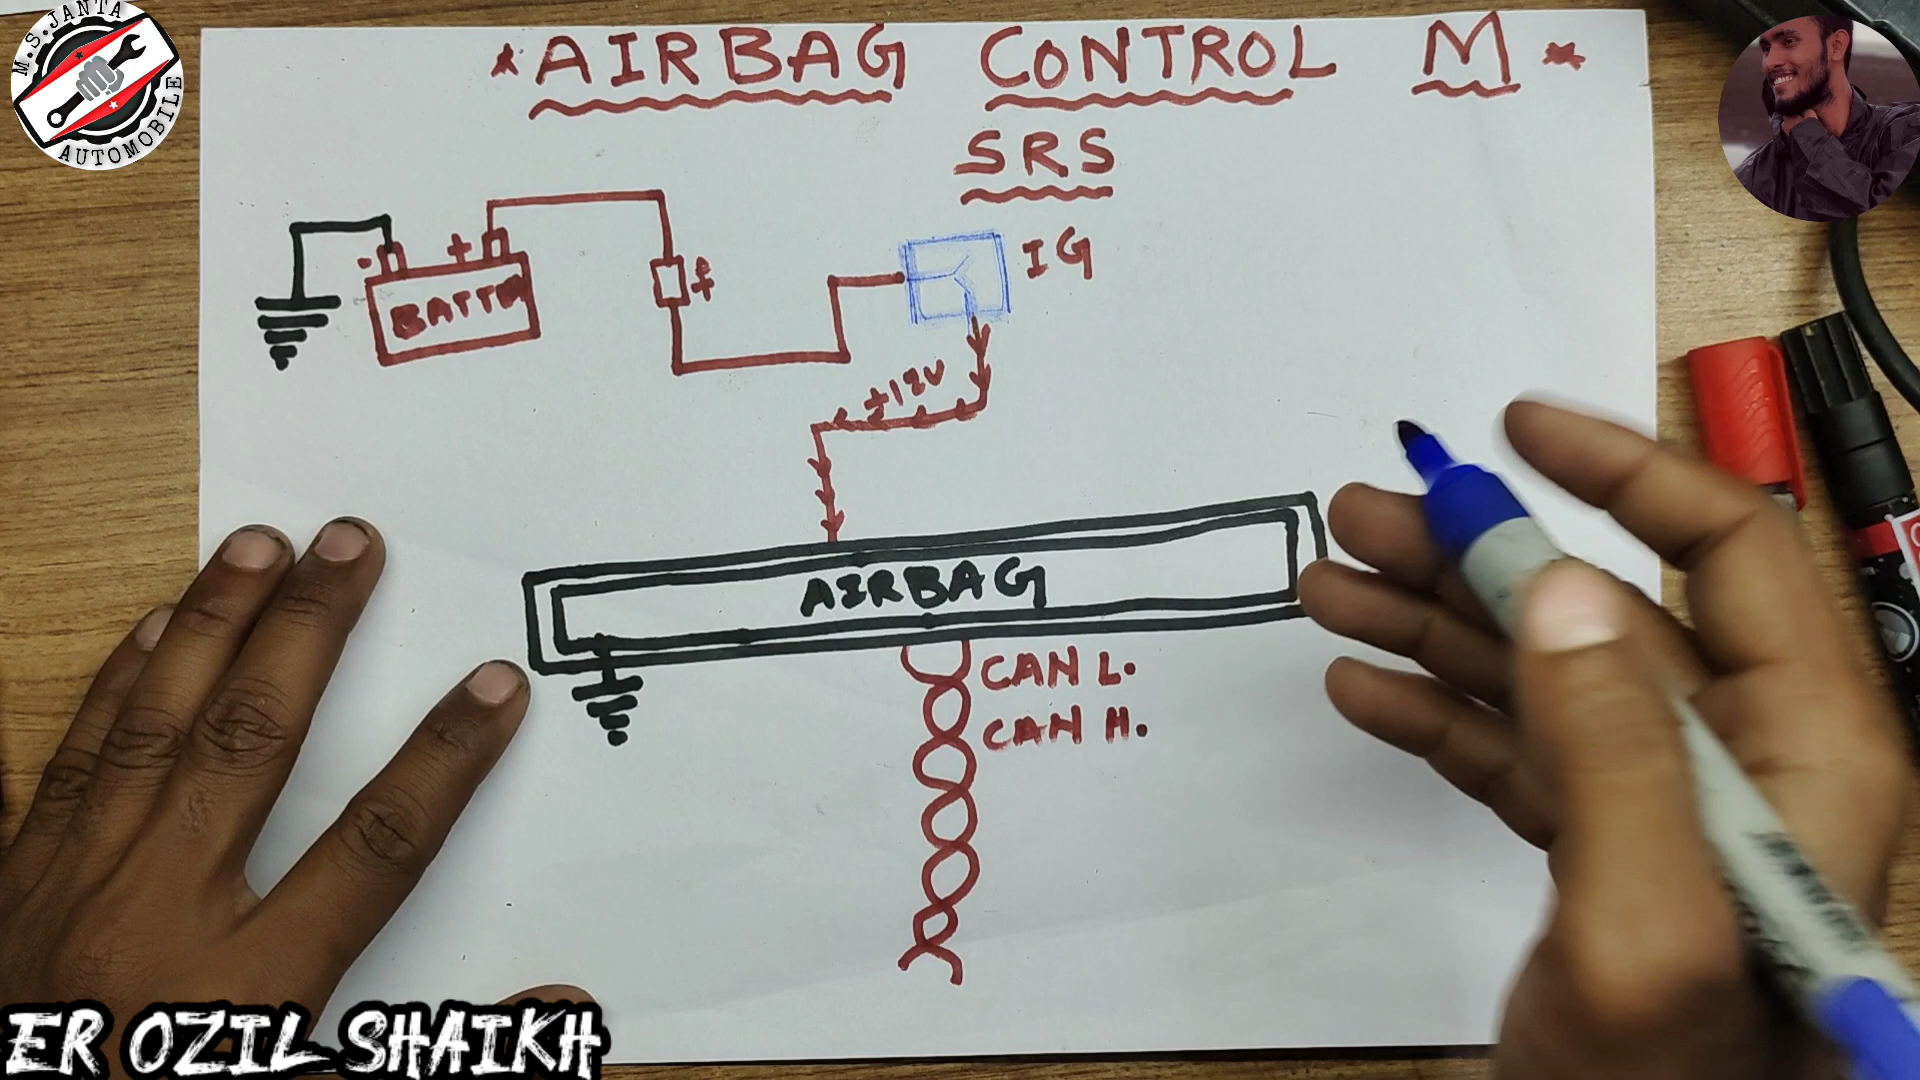 M.S.JANTA
AUTOMOBILE
*AIRBAG CONTROL M*
SRS
IG
- +
BATTR
f
+12V
AIRBAG
CAN L.
CAN H.
ER OZIL SHAIKH